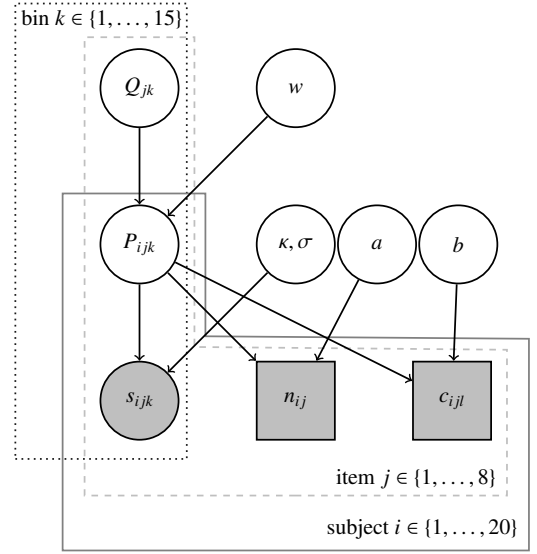 bin k ∈ {1, . . . , 15}
Q_jk
w
P_ijk
κ, σ
a
b
s_ijk
n_ij
c_ijl
item j ∈ {1, . . . , 8}
subject i ∈ {1, . . . , 20}